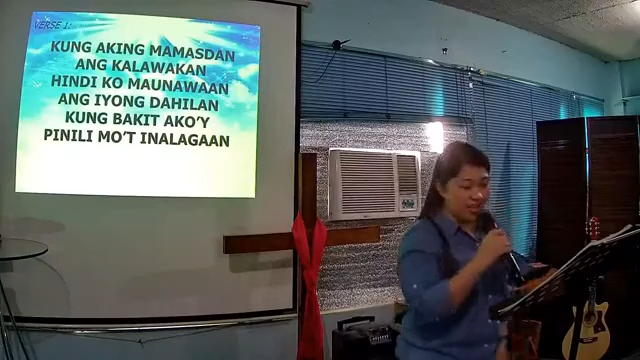 VERSE 1:
KUNG AKING MAMASDAN
ANG KALAWAKAN
HINDI KO MAUNAWAAN
ANG IYONG DAHILAN
KUNG BAKIT AKO'Y
PINILI MO'T INALAGAAN